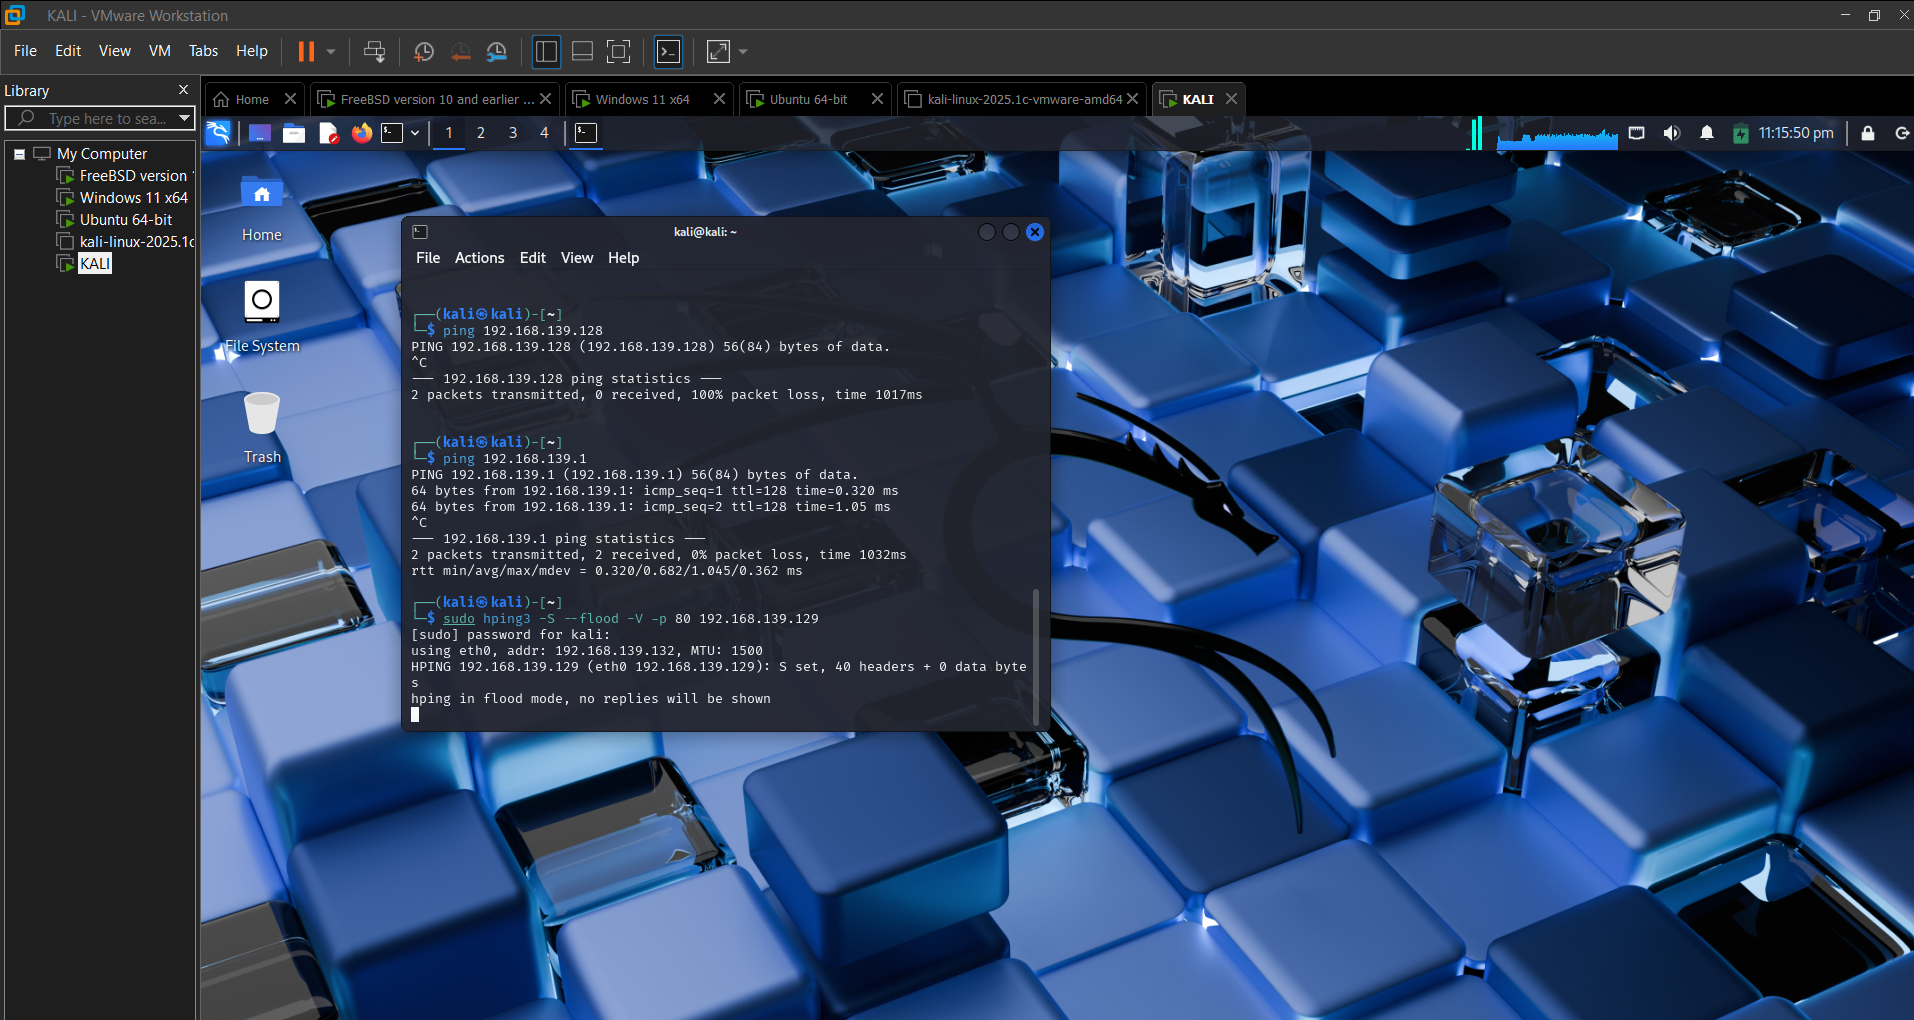 KALI - VMware Workstation
File Edit View VM Tabs Help
Library
Type here to sea...
My Computer
FreeBSD version
Windows 11 x64
Ubuntu 64-bit
kali-linux-2025.1c
KALI
Home
FreeBSD version 10 and earlier ...
Windows 11 x64
Ubuntu 64-bit
kali-linux-2025.1c-vmware-amd64
KALI
1 2 3 4
11:15:50 pm
Home
File System
Trash
kali@kali: ~
File Actions Edit View Help
┌──(kali㉿kali)-[~]
└─$ ping 192.168.139.128
PING 192.168.139.128 (192.168.139.128) 56(84) bytes of data.
^C
--- 192.168.139.128 ping statistics ---
2 packets transmitted, 0 received, 100% packet loss, time 1017ms
┌──(kali㉿kali)-[~]
└─$ ping 192.168.139.1
PING 192.168.139.1 (192.168.139.1) 56(84) bytes of data.
64 bytes from 192.168.139.1: icmp_seq=1 ttl=128 time=0.320 ms
64 bytes from 192.168.139.1: icmp_seq=2 ttl=128 time=1.05 ms
^C
--- 192.168.139.1 ping statistics ---
2 packets transmitted, 2 received, 0% packet loss, time 1032ms
rtt min/avg/max/mdev = 0.320/0.682/1.045/0.362 ms
┌──(kali㉿kali)-[~]
└─$ sudo hping3 -S --flood -V -p 80 192.168.139.129
[sudo] password for kali:
using eth0, addr: 192.168.139.132, MTU: 1500
HPING 192.168.139.129 (eth0 192.168.139.129): S set, 40 headers + 0 data byte
s
hping in flood mode, no replies will be shown